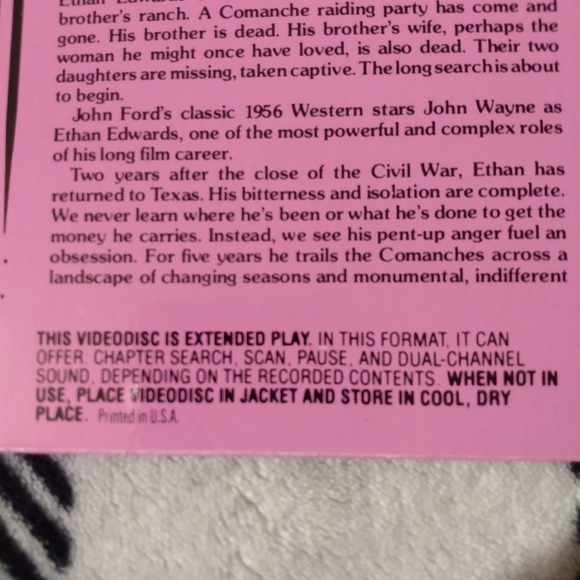 Ethan
brother's ranch. A Comanche raiding party has come and
gone. His brother is dead. His brother's wife, perhaps the
woman he might once have loved, is also dead. Their two
daughters are missing, taken captive. The long search is about
to begin.
John Ford's classic 1956 Western stars John Wayne as
Ethan Edwards, one of the most powerful and complex roles
of his long film career.
Two years after the close of the Civil War, Ethan has
returned to Texas. His bitterness and isolation are complete.
We never learn where he's been or what he's done to get the
money he carries. Instead, we see his pent-up anger fuel an
obsession. For five years he trails the Comanches across a
landscape of changing seasons and monumental, indifferent
THIS VIDEODISC IS EXTENDED PLAY. IN THIS FORMAT, IT CAN
OFFER: CHAPTER SEARCH, SCAN, PAUSE, AND DUAL-CHANNEL
SOUND, DEPENDING ON THE RECORDED CONTENTS. WHEN NOT IN
USE, PLACE VIDEODISC IN JACKET AND STORE IN COOL, DRY
PLACE. Printed in U.S.A.